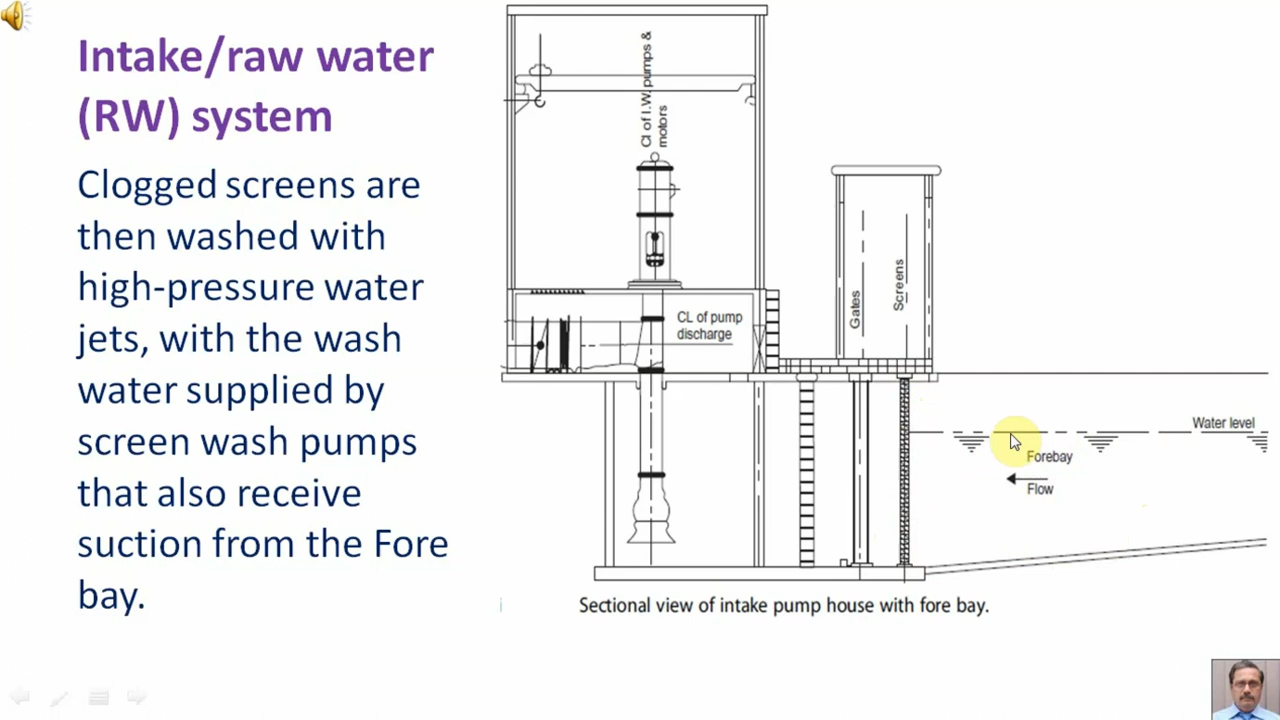 Intake/raw water
(RW) system
Clogged screens are
then washed with
high-pressure water
jets, with the wash
water supplied by
screen wash pumps
that also receive
suction from the Fore
bay.
Cl of I.W. pumps &
motors
CL of pump
discharge
Gates
Screens
Water level
Forebay
Flow
Sectional view of intake pump house with fore bay.